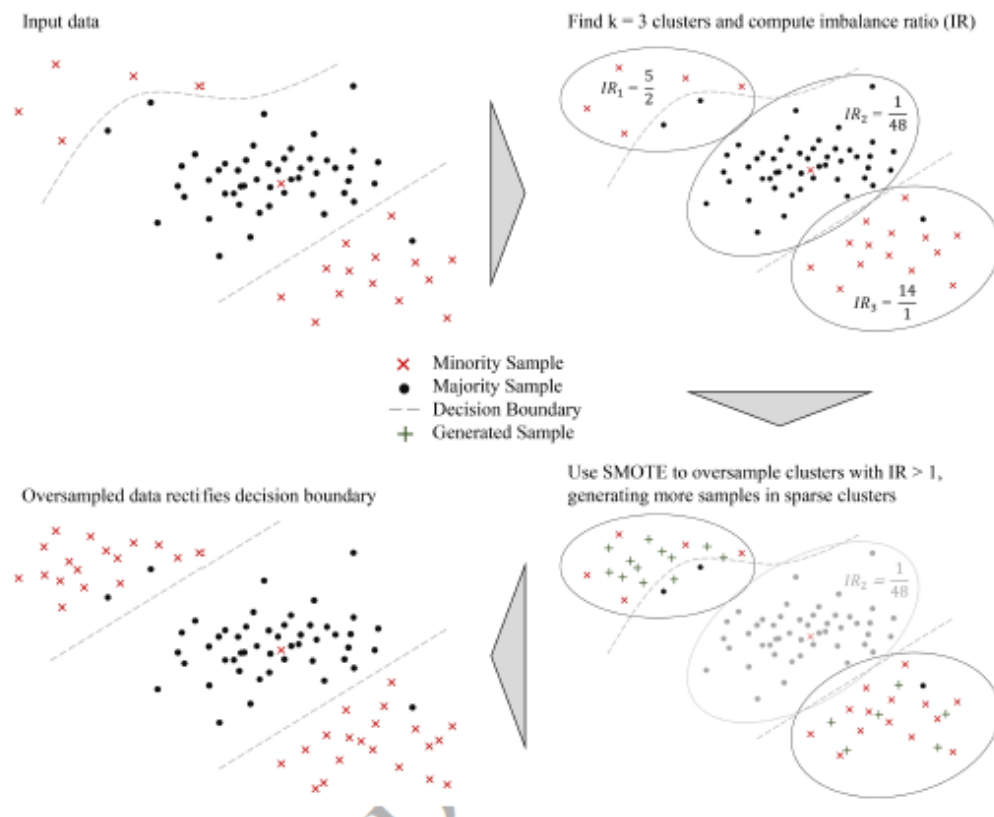 Input data
Find k = 3 clusters and compute imbalance ratio (IR)
IR₁ = 5/2
IR₂ = 1/48
IR₃ = 14/1
Minority Sample
Majority Sample
Decision Boundary
Generated Sample
Oversampled data rectifies decision boundary
Use SMOTE to oversample clusters with IR > 1,
generating more samples in sparse clusters
IR₂ = 1/48